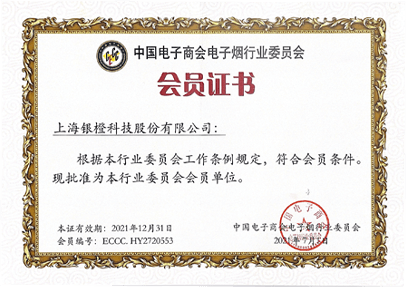 中国电子商会电子烟行业委员会
会员证书
上海银橙科技股份有限公司：
根据本行业委员会工作条例规定，符合会员条件。
现批准为本行业委员会会员单位。
本证有效期：2021年12月31日
中国电子商会电子烟行业委员会
会员编号：ECCC. HY2720553
2021年7月5日